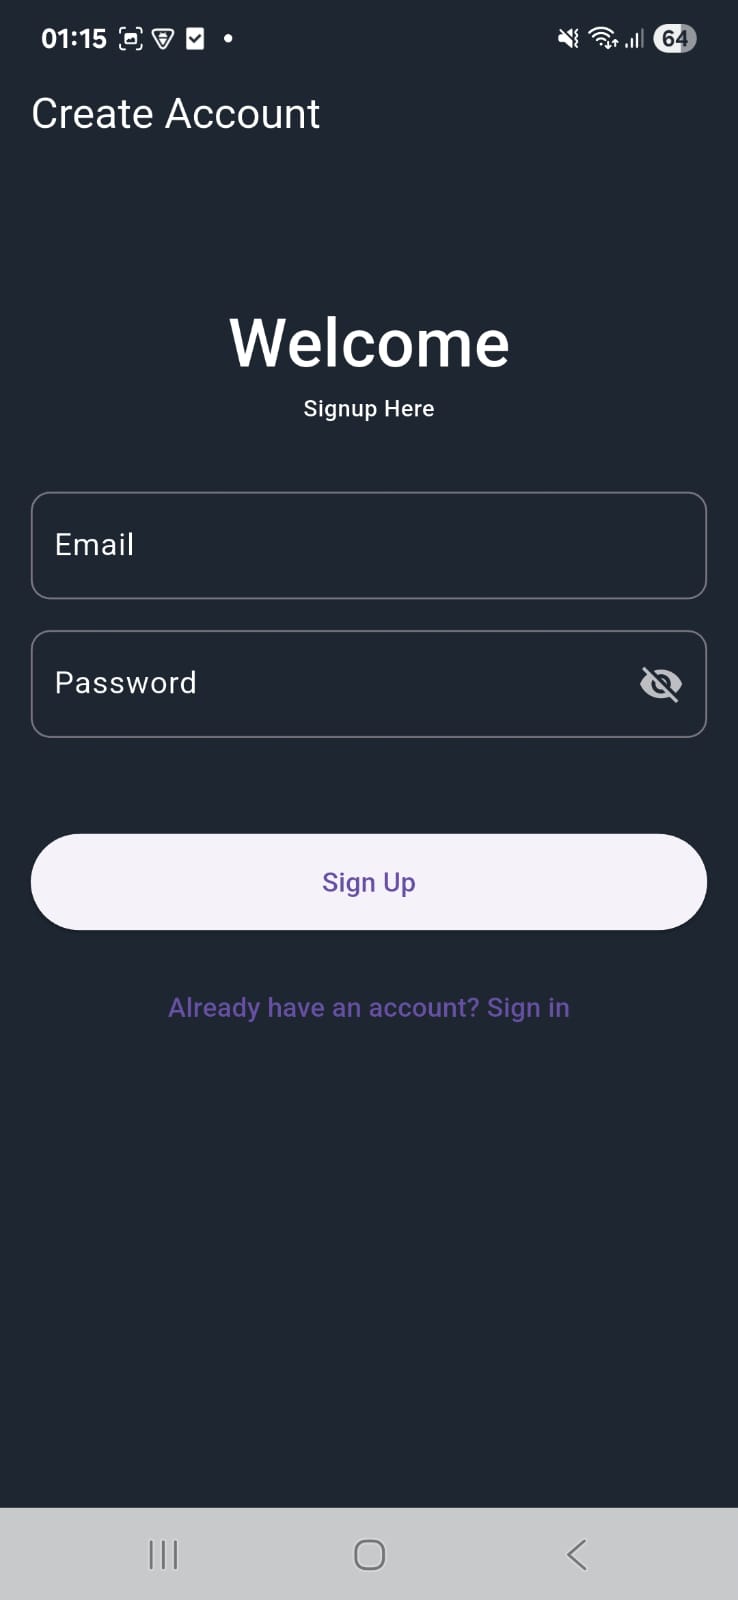 01:15
64
Create Account
Welcome
Signup Here
Email
Password
Sign Up
Already have an account? Sign in